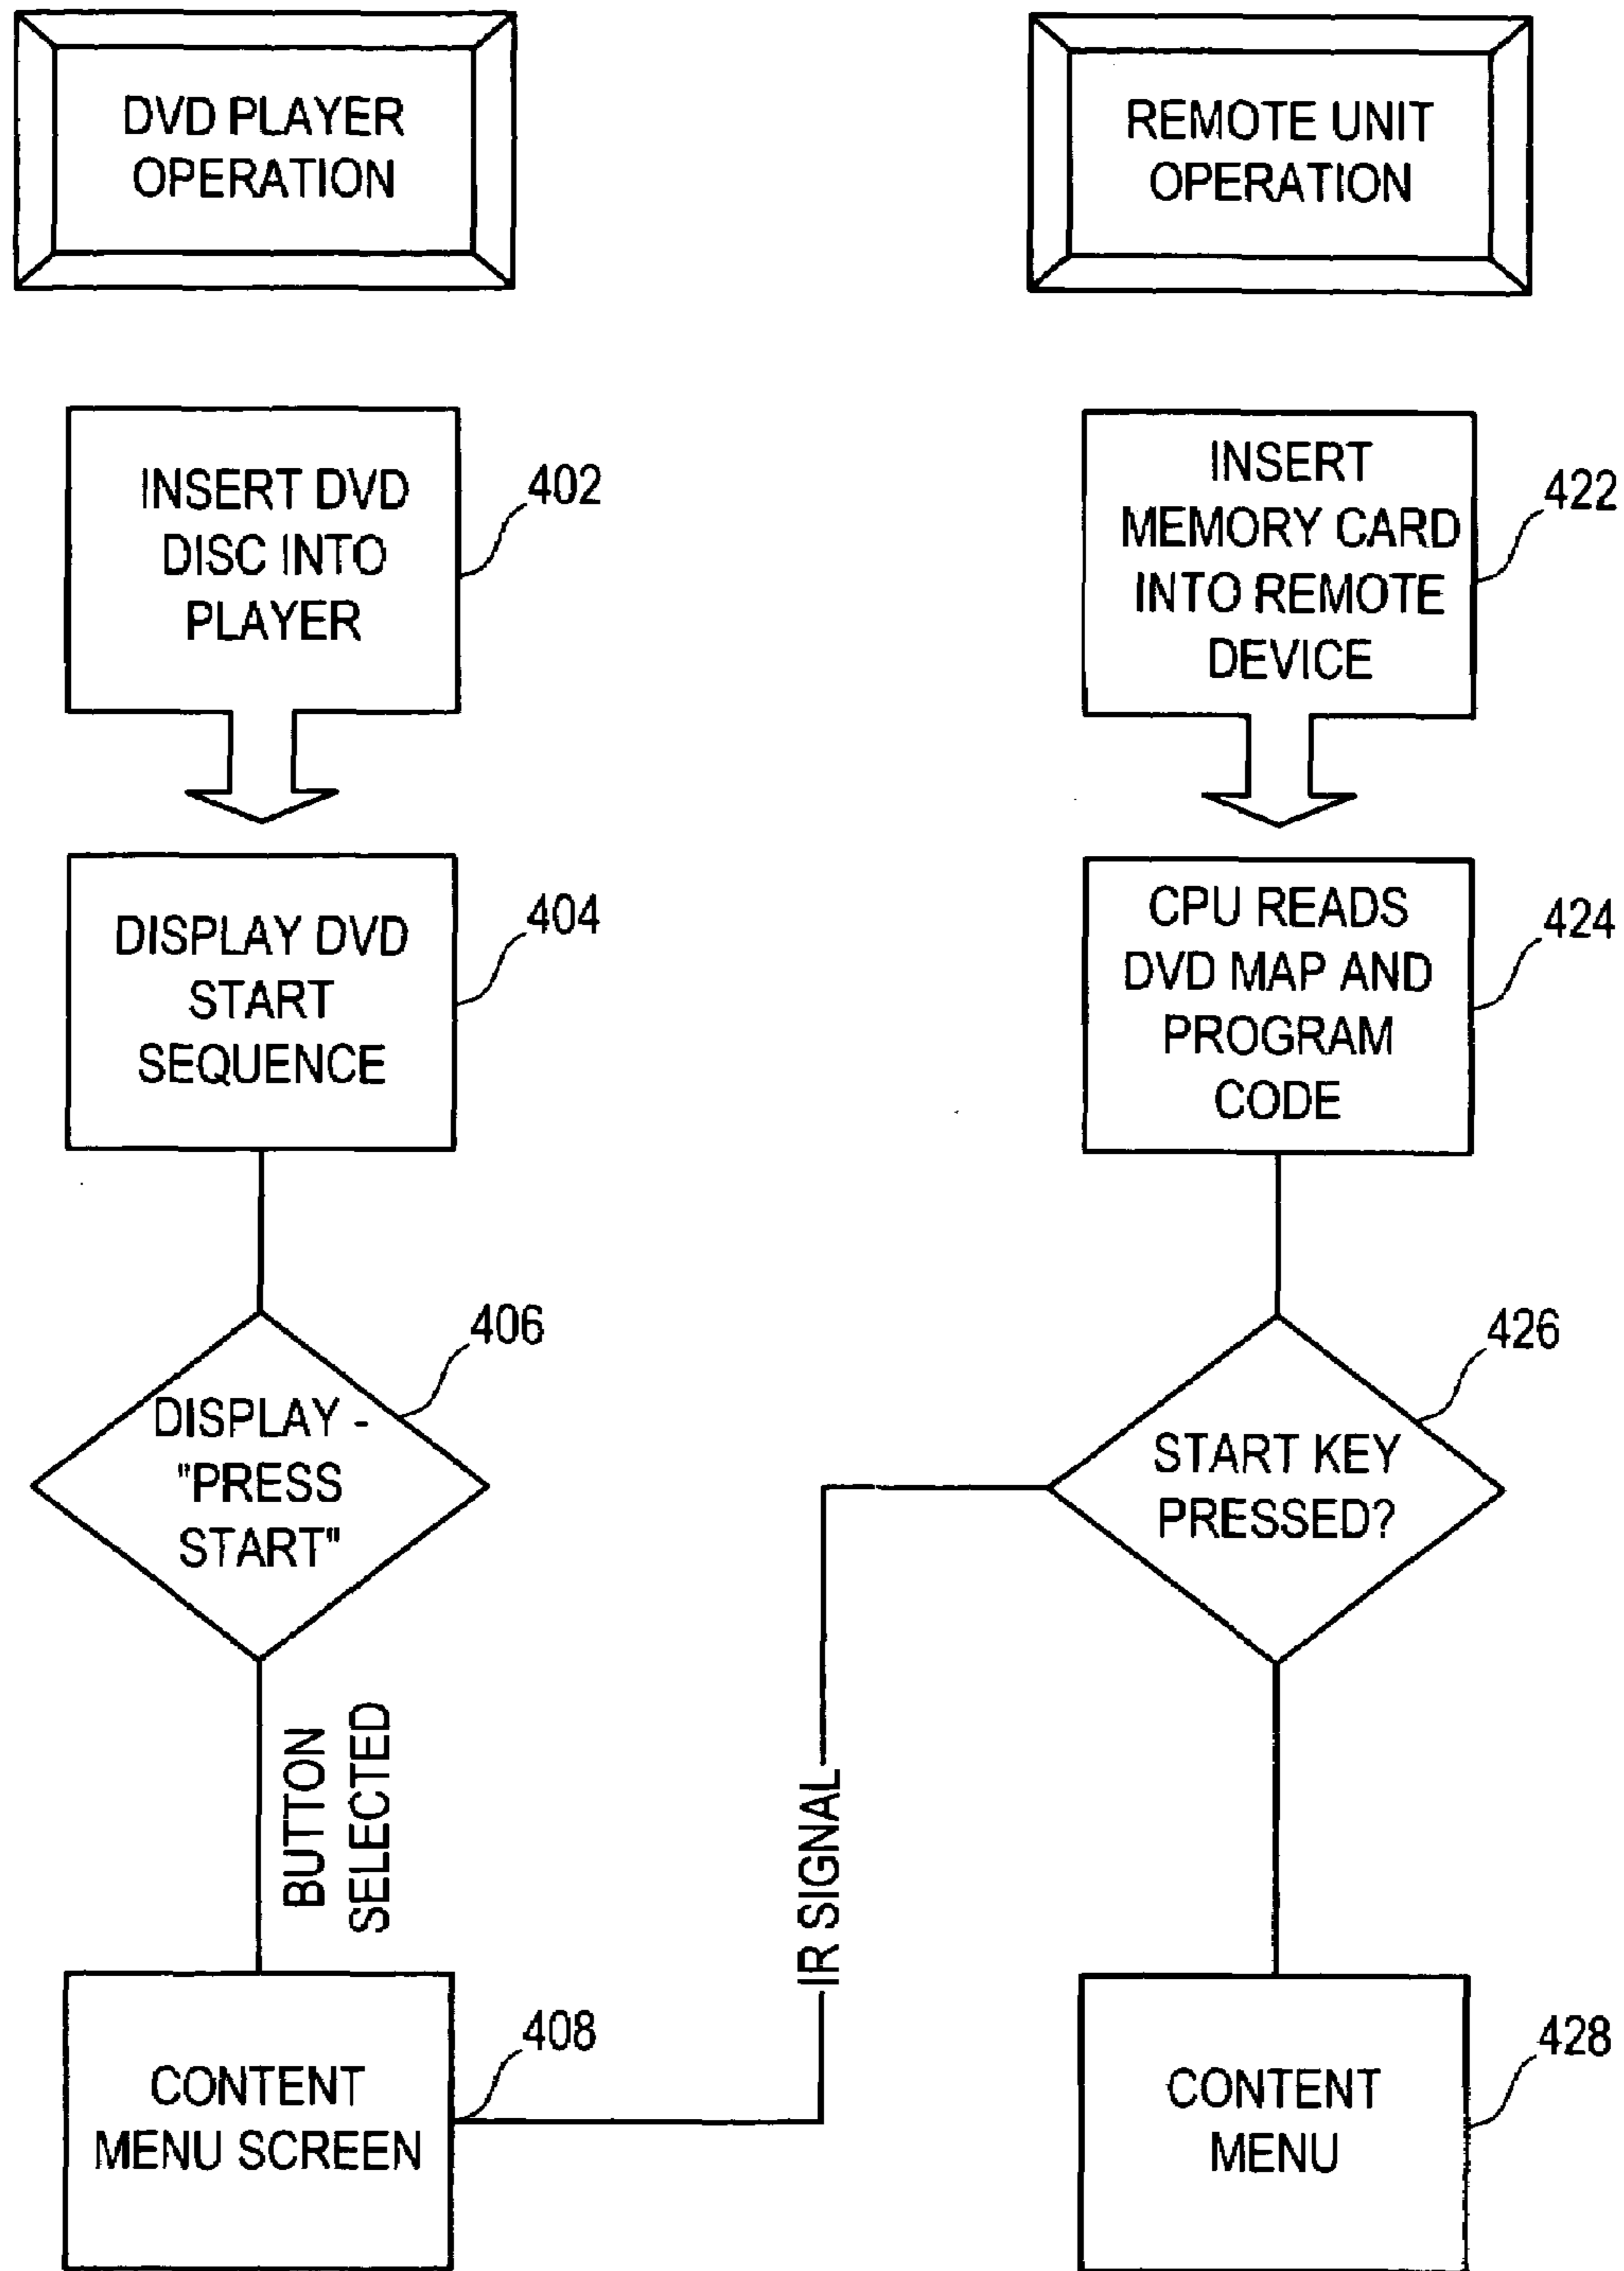 DVD PLAYER
OPERATION
INSERT DVD
DISC INTO
PLAYER
402
DISPLAY DVD
START
SEQUENCE
404
DISPLAY -
"PRESS
START"
406
BUTTON
SELECTED
CONTENT
MENU SCREEN
408
IR SIGNAL
REMOTE UNIT
OPERATION
INSERT
MEMORY CARD
INTO REMOTE
DEVICE
422
CPU READS
DVD MAP AND
PROGRAM
CODE
424
START KEY
PRESSED?
426
CONTENT
MENU
428